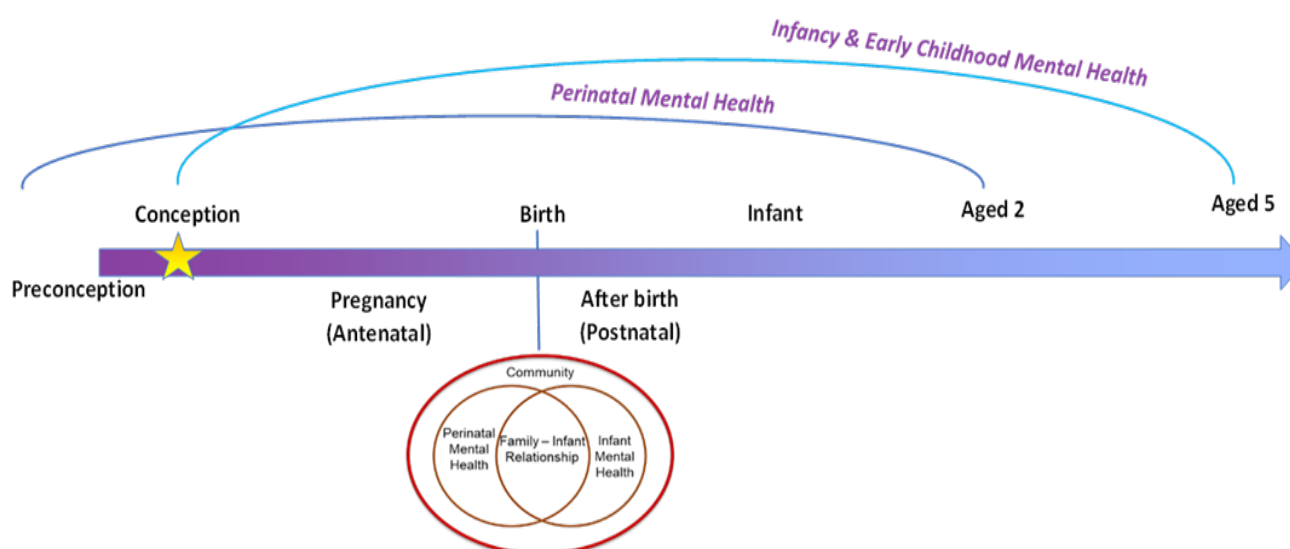 Infancy & Early Childhood Mental Health
Perinatal Mental Health
Conception
Birth
Infant
Aged 2
Aged 5
Preconception
Pregnancy
(Antenatal)
After birth
(Postnatal)
Community
Perinatal
Mental
Health
Family – Infant
Relationship
Infant
Mental
Health